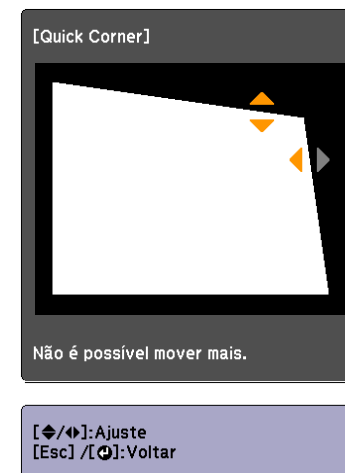 [Quick Corner]
Não é possível mover mais.
[◆/◆]:Ajuste
[Esc] /[⏎]:Voltar